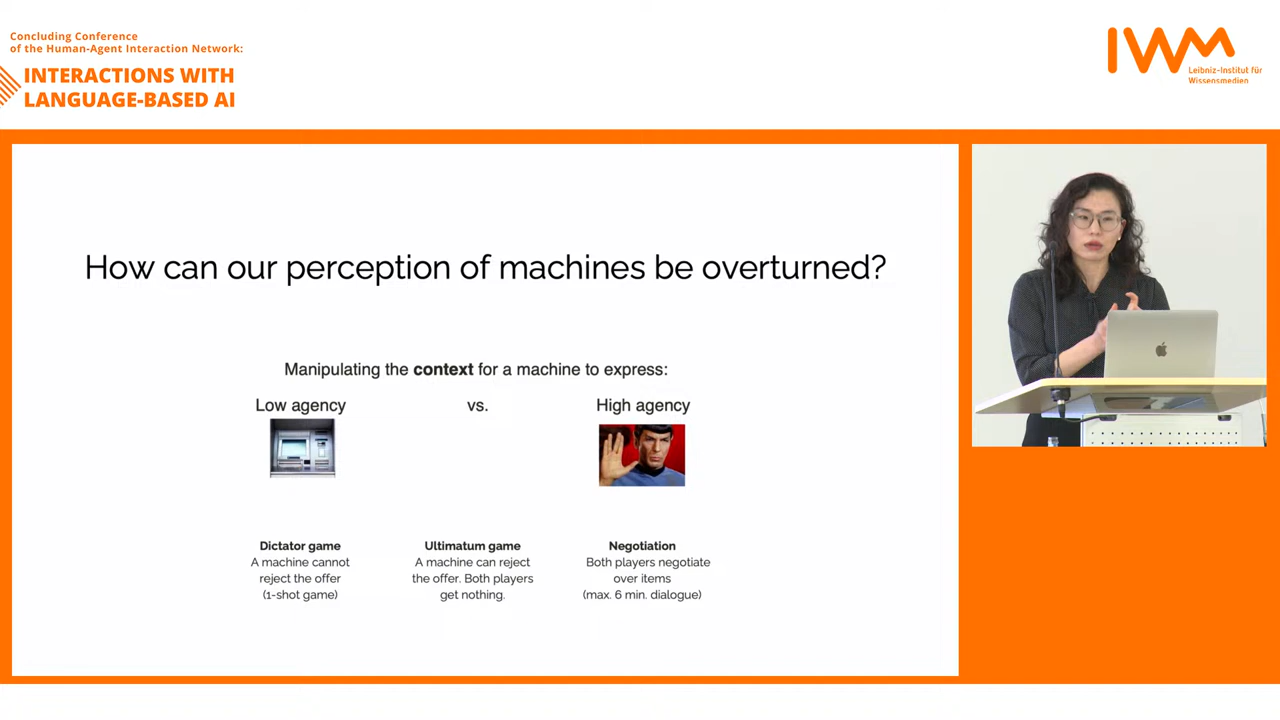 Concluding Conference
of the Human-Agent Interaction Network:
INTERACTIONS WITH
LANGUAGE-BASED AI
IWM
Leibniz-Institut für
Wissensmedien
How can our perception of machines be overturned?
Manipulating the context for a machine to express:
Low agency vs. High agency
Dictator game
A machine cannot
reject the offer
(1-shot game)
Ultimatum game
A machine can reject
the offer. Both players
get nothing.
Negotiation
Both players negotiate
over items
(max. 6 min. dialogue)